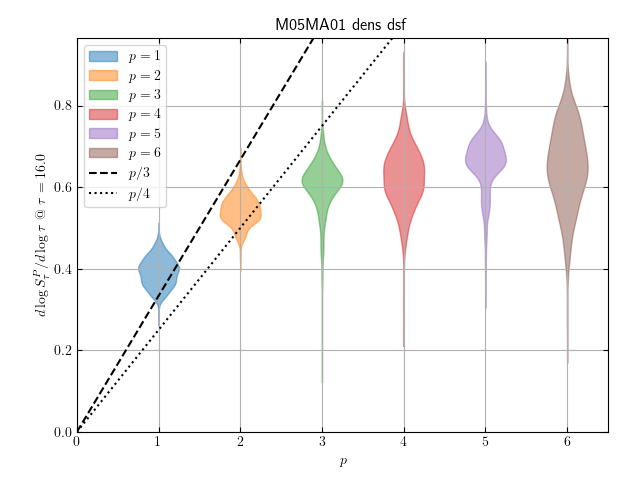 M05MA01 dens dsf
p = 1
p = 2
p = 3
p = 4
p = 5
p = 6
p/3
p/4
d log S_τ^P / d log τ @ τ = 16.0
0.8
0.6
0.4
0.2
0.0
0 1 2 3 4 5 6
p